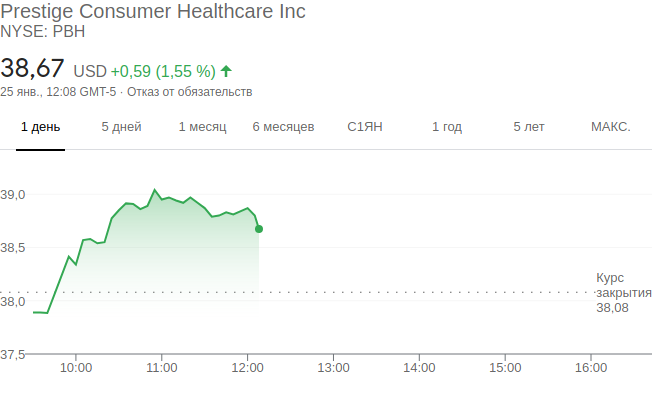 Prestige Consumer Healthcare Inc
NYSE: PBH
38,67 USD +0,59 (1,55 %)
25 янв., 12:08 GMT-5 · Отказ от обязательств
1 день 5 дней 1 месяц 6 месяцев С1ЯН 1 год 5 лет МАКС.
39,0
38,5
38,0
37,5
Курс
закрытия
38,08
10:00 11:00 12:00 13:00 14:00 15:00 16:00